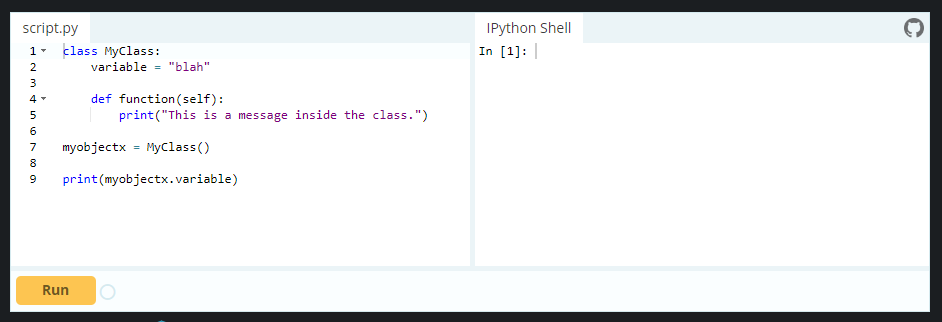 script.py
1 class MyClass:
2     variable = "blah"
3
4     def function(self):
5         print("This is a message inside the class.")
6
7 myobjectx = MyClass()
8
9 print(myobjectx.variable)
IPython Shell
In [1]:
Run